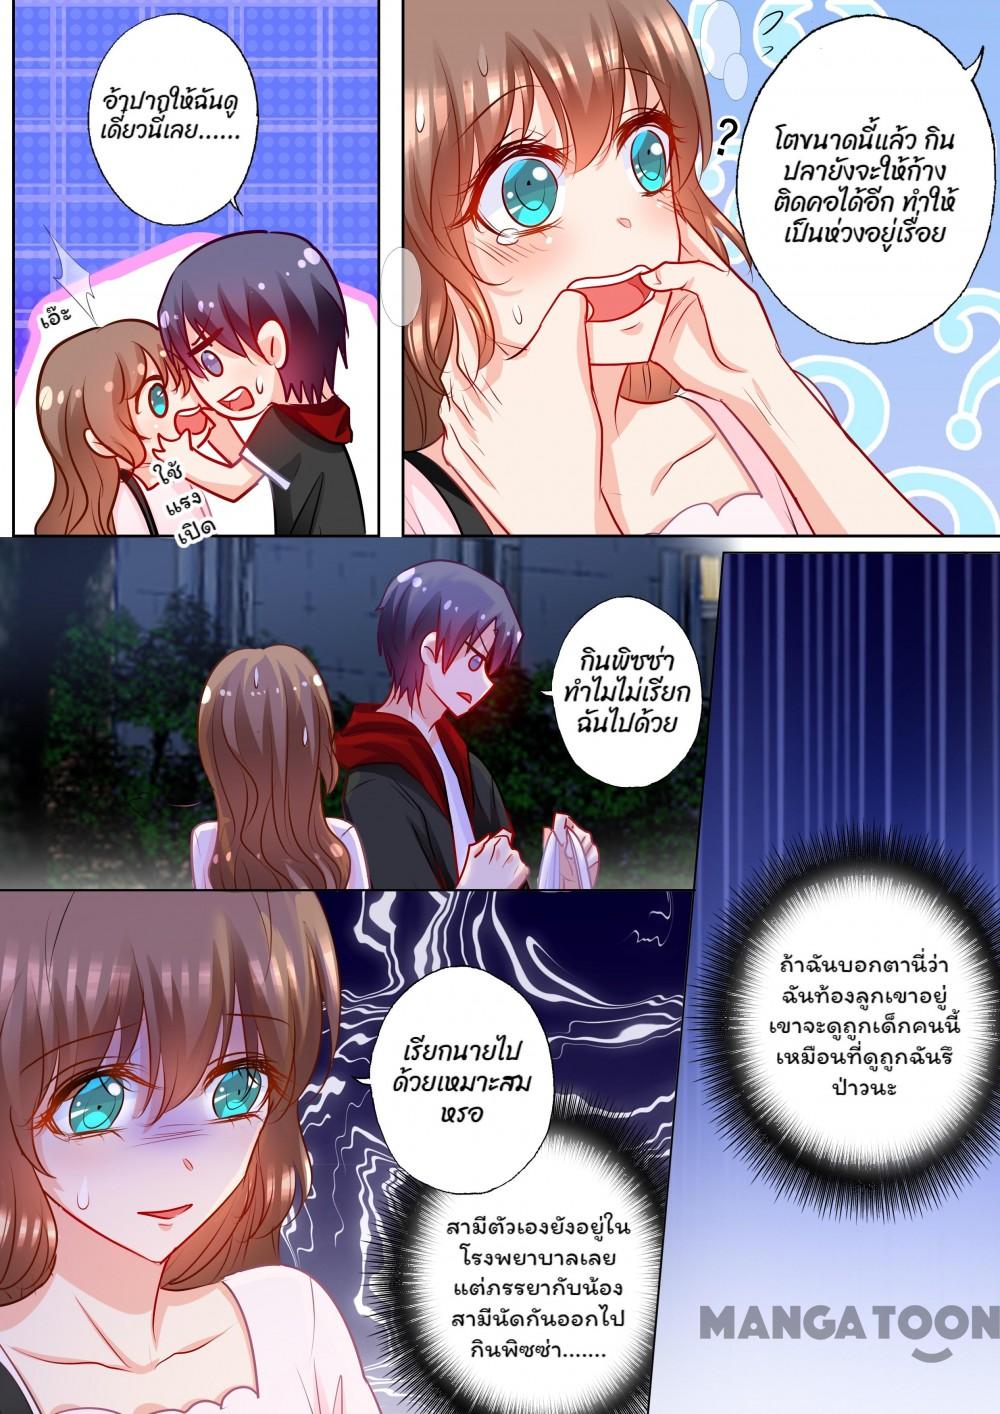 อ้าปากให้ฉันดู
เดี๋ยวนี้เลย......
เอ๊ะ
ใช้
แรง
เปิด
?
โตขนาดนี้แล้ว กิน
ปลายังจะให้ก้าง
ติดคอได้อีก ทำให้
เป็นห่วงอยู่เรื่อย
กินพิซซ่า
ทำไมไม่เรียก
ฉันไปด้วย
ถ้าฉันบอกตานี่ว่า
ฉันท้องลูกเขาอยู่
เขาจะดูถูกเด็กคนนี้
เหมือนที่ดูถูกฉันรึ
ป่าวนะ
เรียกนายไป
ด้วยเหมาะสม
หรอ
สามีตัวเองยังอยู่ใน
โรงพยาบาลเลย
แต่ภรรยากับน้อง
สามีนัดกันออกไป
กินพิซซ่า.......
MANGATOON